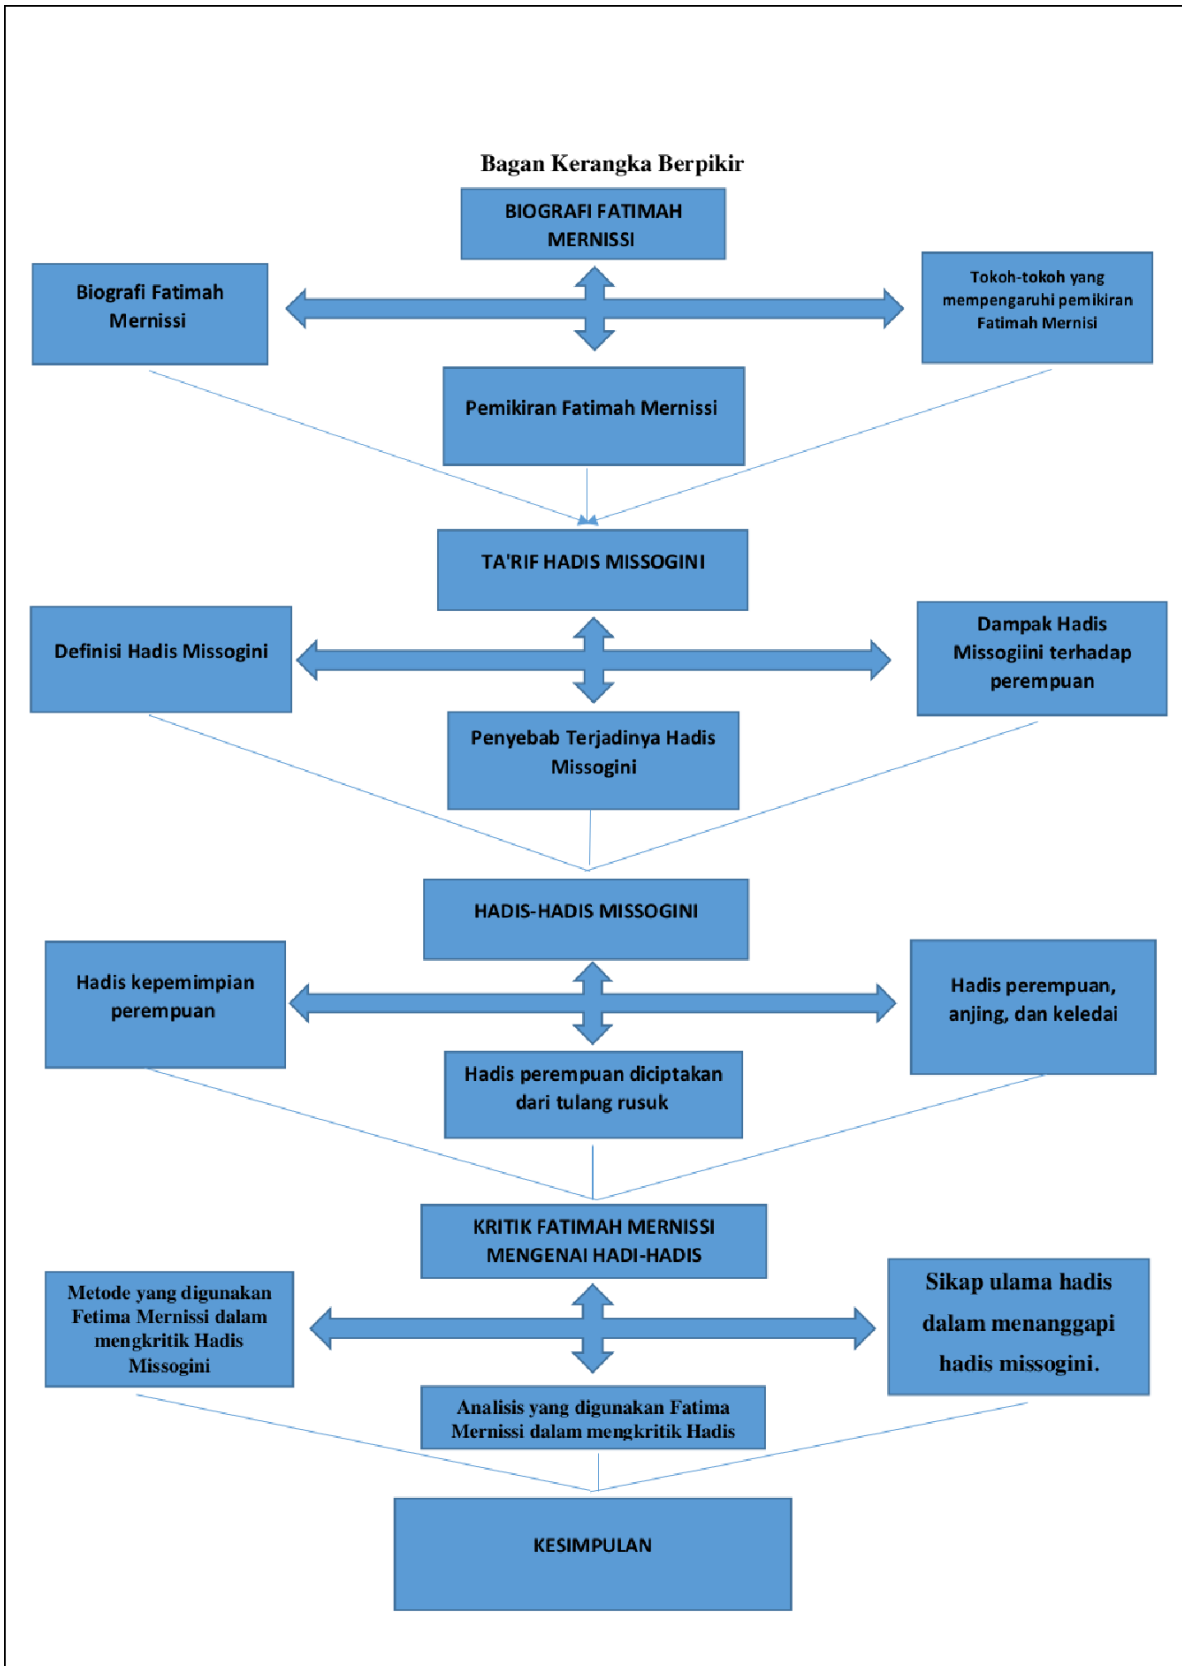 Bagan Kerangka Berpikir
BIOGRAFI FATIMAH
MERNISSI
Biografi Fatimah
Mernissi
Tokoh-tokoh yang
mempengaruhi pemikiran
Fatimah Mernisi
Pemikiran Fatimah Mernissi
TA'RIF HADIS MISSOGINI
Definisi Hadis Missogini
Dampak Hadis
Missogiini terhadap
perempuan
Penyebab Terjadinya Hadis
Missogini
HADIS-HADIS MISSOGINI
Hadis kepemimpian
perempuan
Hadis perempuan,
anjing, dan keledai
Hadis perempuan diciptakan
dari tulang rusuk
KRITIK FATIMAH MERNISSI
MENGENAI HADI-HADIS
Metode yang digunakan
Fetima Mernissi dalam
mengkritik Hadis
Missogini
Sikap ulama hadis
dalam menanggapi
hadis missogini.
Analisis yang digunakan Fatima
Mernissi dalam mengkritik Hadis
KESIMPULAN